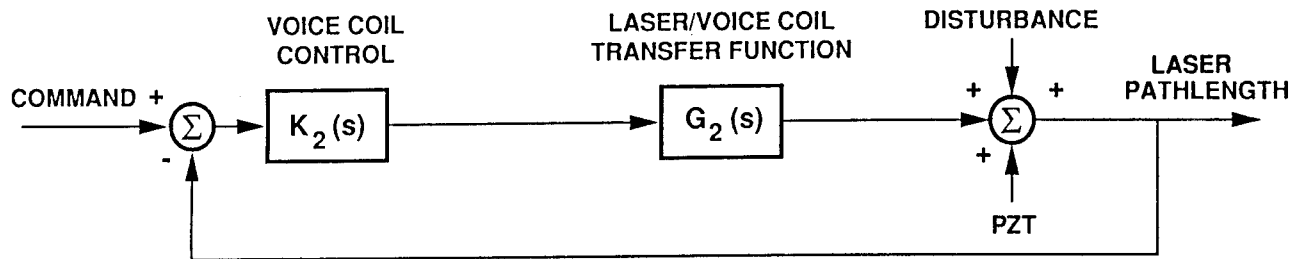 VOICE COIL
CONTROL
LASER/VOICE COIL
TRANSFER FUNCTION
DISTURBANCE
LASER
PATHLENGTH
COMMAND
+
Σ
-
K₂(s)
G₂(s)
+
+
Σ
+
PZT